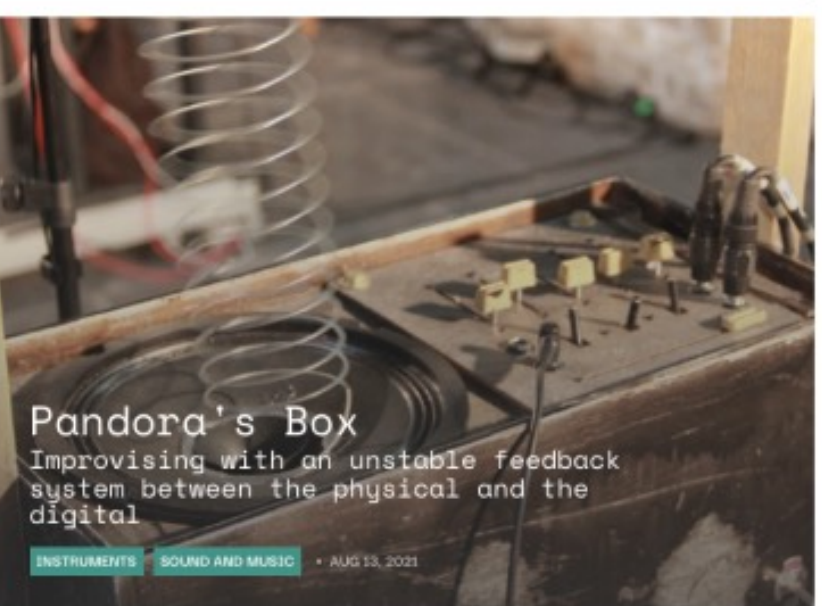 Pandora's Box
Improvising with an unstable feedback
system between the physical and the
digital
INSTRUMENTS SOUND AND MUSIC • AUG 13, 2021